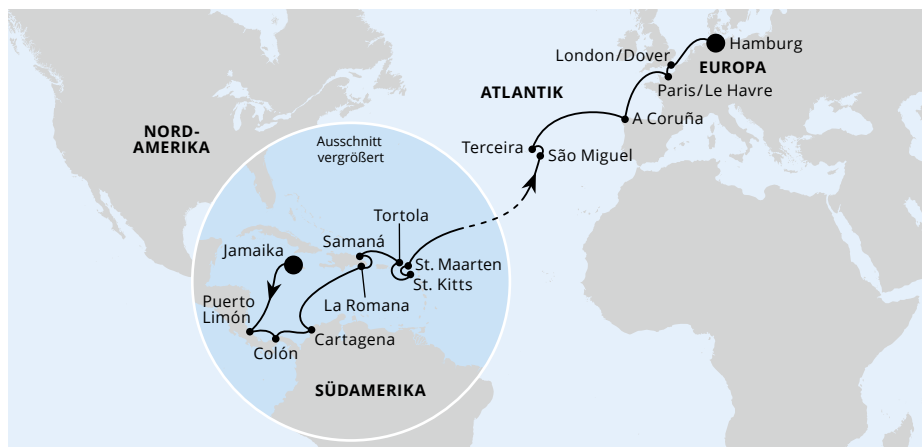 Hamburg
London/Dover
EUROPA
Paris/Le Havre
ATLANTIK
A Coruña
NORD-
AMERIKA
Ausschnitt
vergrößert
Terceira
São Miguel
Tortola
Samaná
Jamaika
St. Maarten
St. Kitts
Puerto
Limón
La Romana
Cartagena
Colón
SÜDAMERIKA